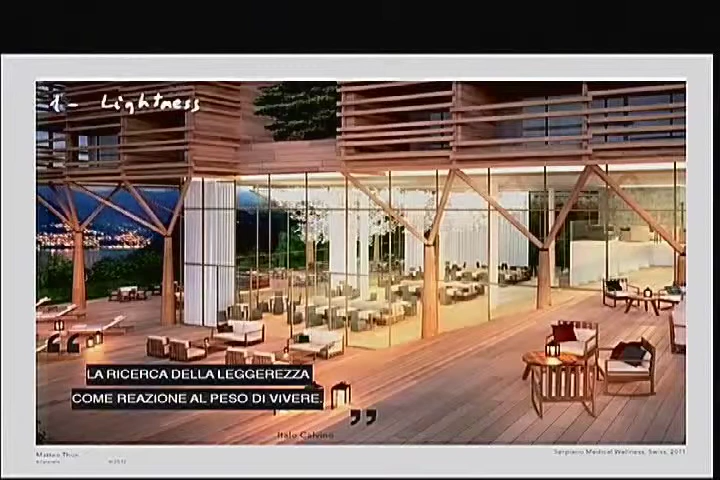 1- Lightness
LA RICERCA DELLA LEGGEREZZA
COME REAZIONE AL PESO DI VIVERE.
Italo Calvino
Matteo Thun
Serpiano Medical Wellness, Swiss, 2011